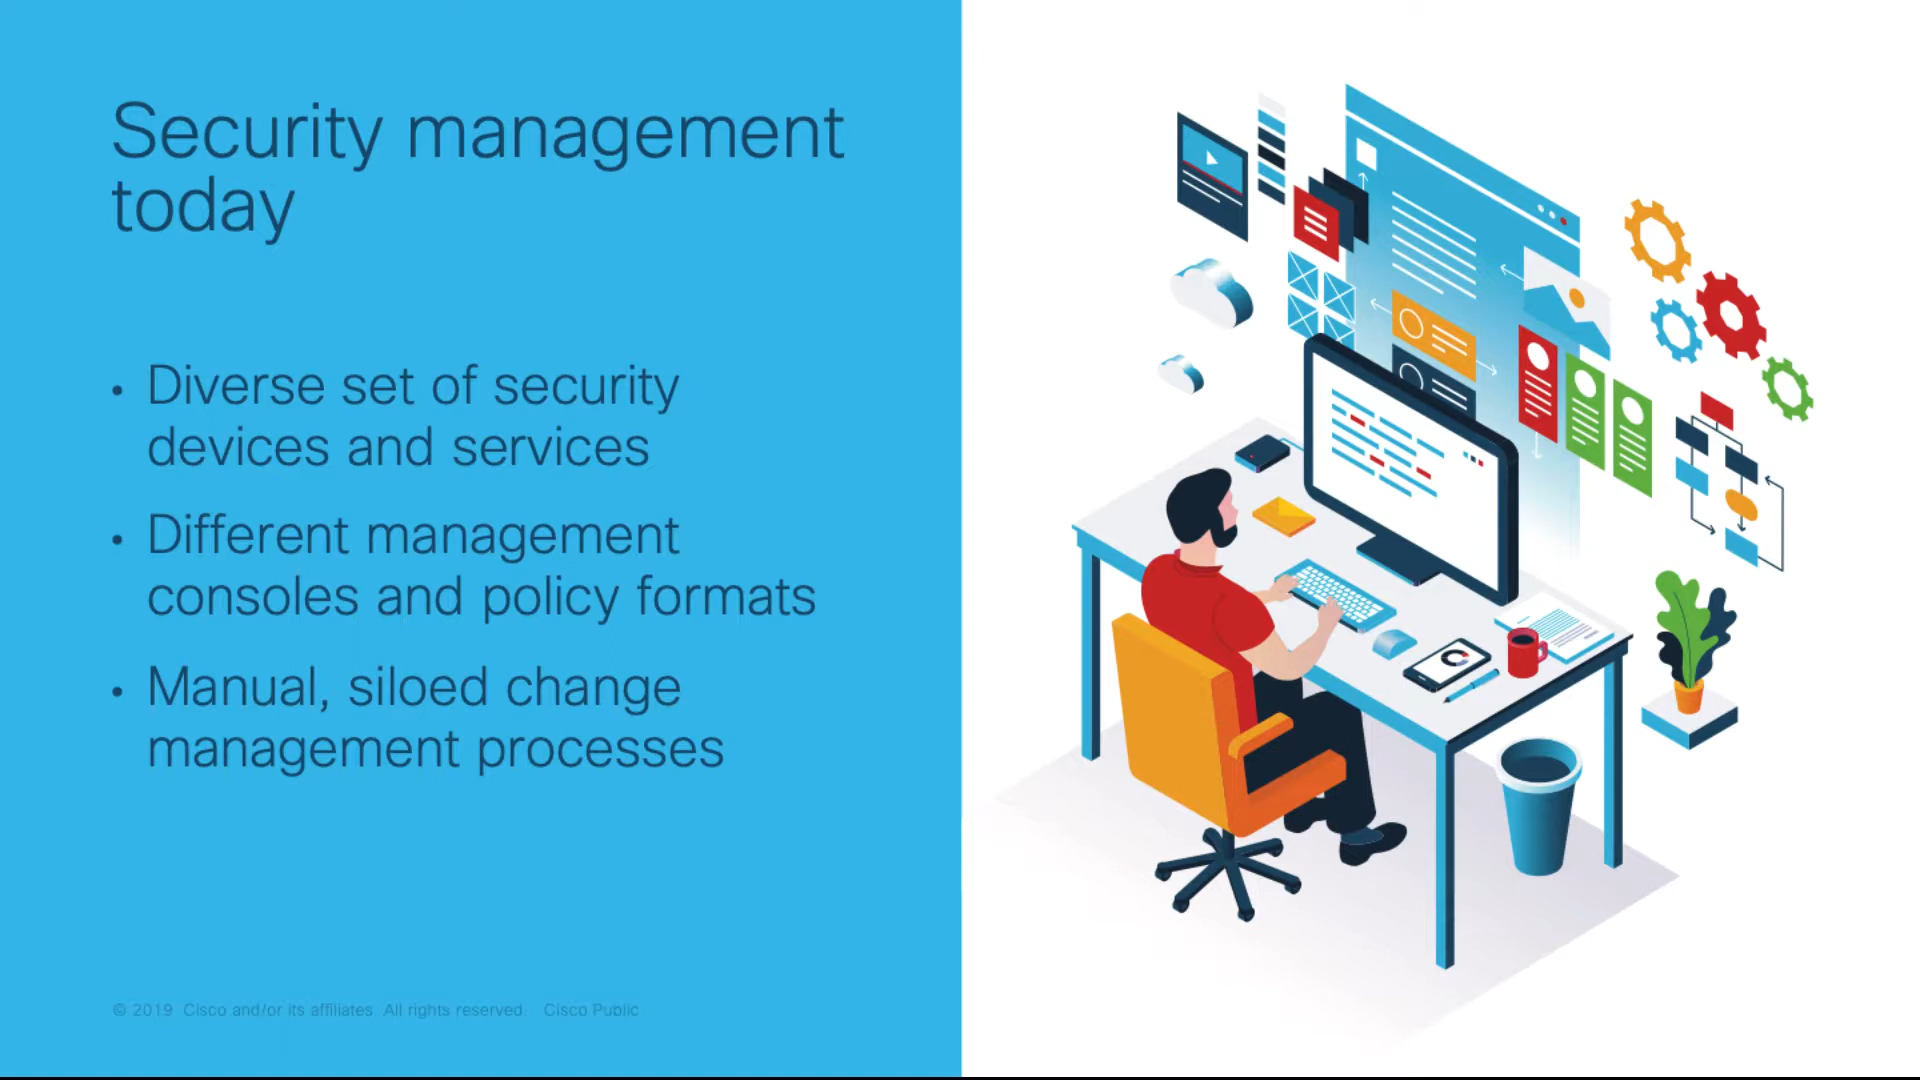 Security management
today
• Diverse set of security
devices and services
• Different management
consoles and policy formats
• Manual, siloed change
management processes
© 2019 Cisco and/or its affiliates. All rights reserved. Cisco Public